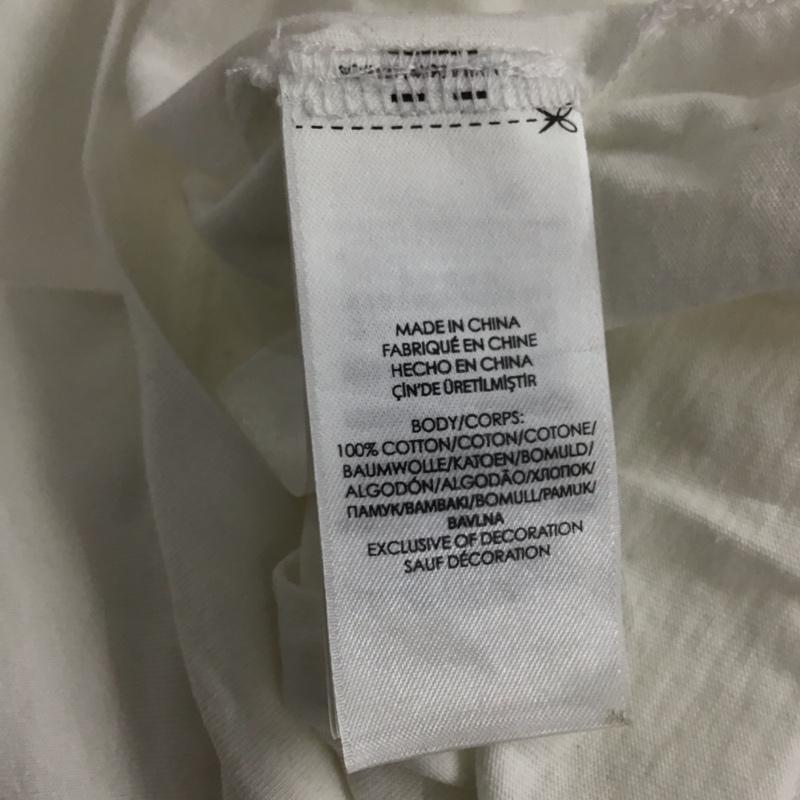 MADE IN CHINA
FABRIQUÉ EN CHINE
HECHO EN CHINA
ÇİN'DE ÜRETİLMİŞTİR
BODY/CORPS:
100% COTTON/COTON/COTONE/
BAUMWOLLE/KATOEN/BOMULD/
ALGODÓN/ALGODÃO/ХЛОПОК/
ПАМУК/ΒΑΜΒΑΚΙ/BOMULL/PAMUK/
BAVLNA
EXCLUSIVE OF DECORATION
SAUF DÉCORATION